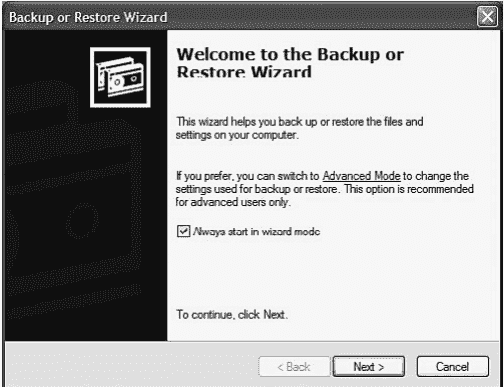 Backup or Restore Wizard
Welcome to the Backup or
Restore Wizard
This wizard helps you back up or restore the files and
settings on your computer.
If you prefer, you can switch to Advanced Mode to change the
settings used for backup or restore. This option is recommended
for advanced users only.
Always start in wizard mode
To continue, click Next.
< Back
Next >
Cancel